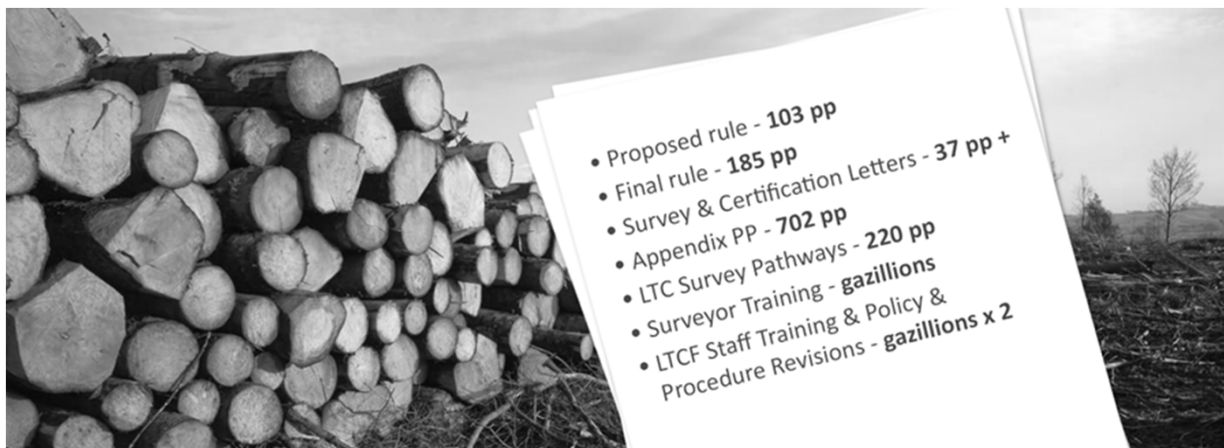 • Proposed rule - 103 pp
• Final rule - 185 pp
• Survey & Certification Letters - 37 pp +
• Appendix PP - 702 pp
• LTC Survey Pathways - 220 pp
• Surveyor Training - gazillions
• LTCF Staff Training & Policy &
Procedure Revisions - gazillions x 2